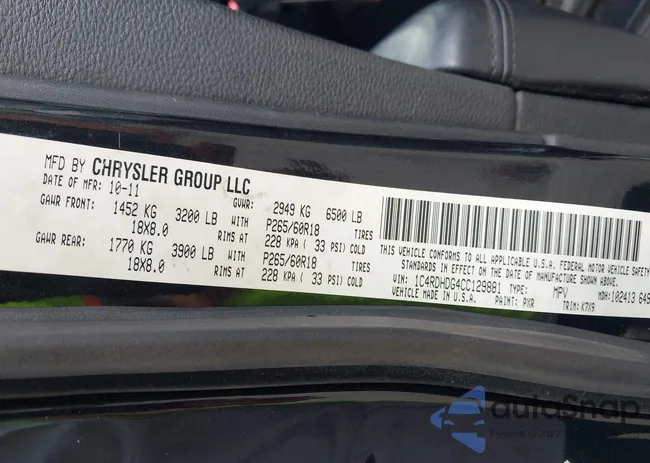 MFD BY CHRYSLER GROUP LLC
DATE OF MFR: 10-11 GVWR: 2949 KG 6500 LB
GAWR FRONT: 1452 KG 3200 LB WITH P265/60R18 TIRES
18X8.0 RIMS AT 228 KPA ( 33 PSI) COLD
GAWR REAR: 1770 KG 3900 LB WITH P265/60R18 TIRES
18X8.0 RIMS AT 228 KPA ( 33 PSI) COLD
THIS VEHICLE CONFORMS TO ALL APPLICABLE U.S.A. FEDERAL MOTOR VEHICLE SAFETY
STANDARDS IN EFFECT ON THE DATE OF MANUFACTURE SHOWN ABOVE.
VIN: 1C4RDHDG4CC129881 TYPE: MPV MDH: 102413 649
VEHICLE MADE IN U.S.A. PAINT: PXR TRIM: K7X9
autoSnap